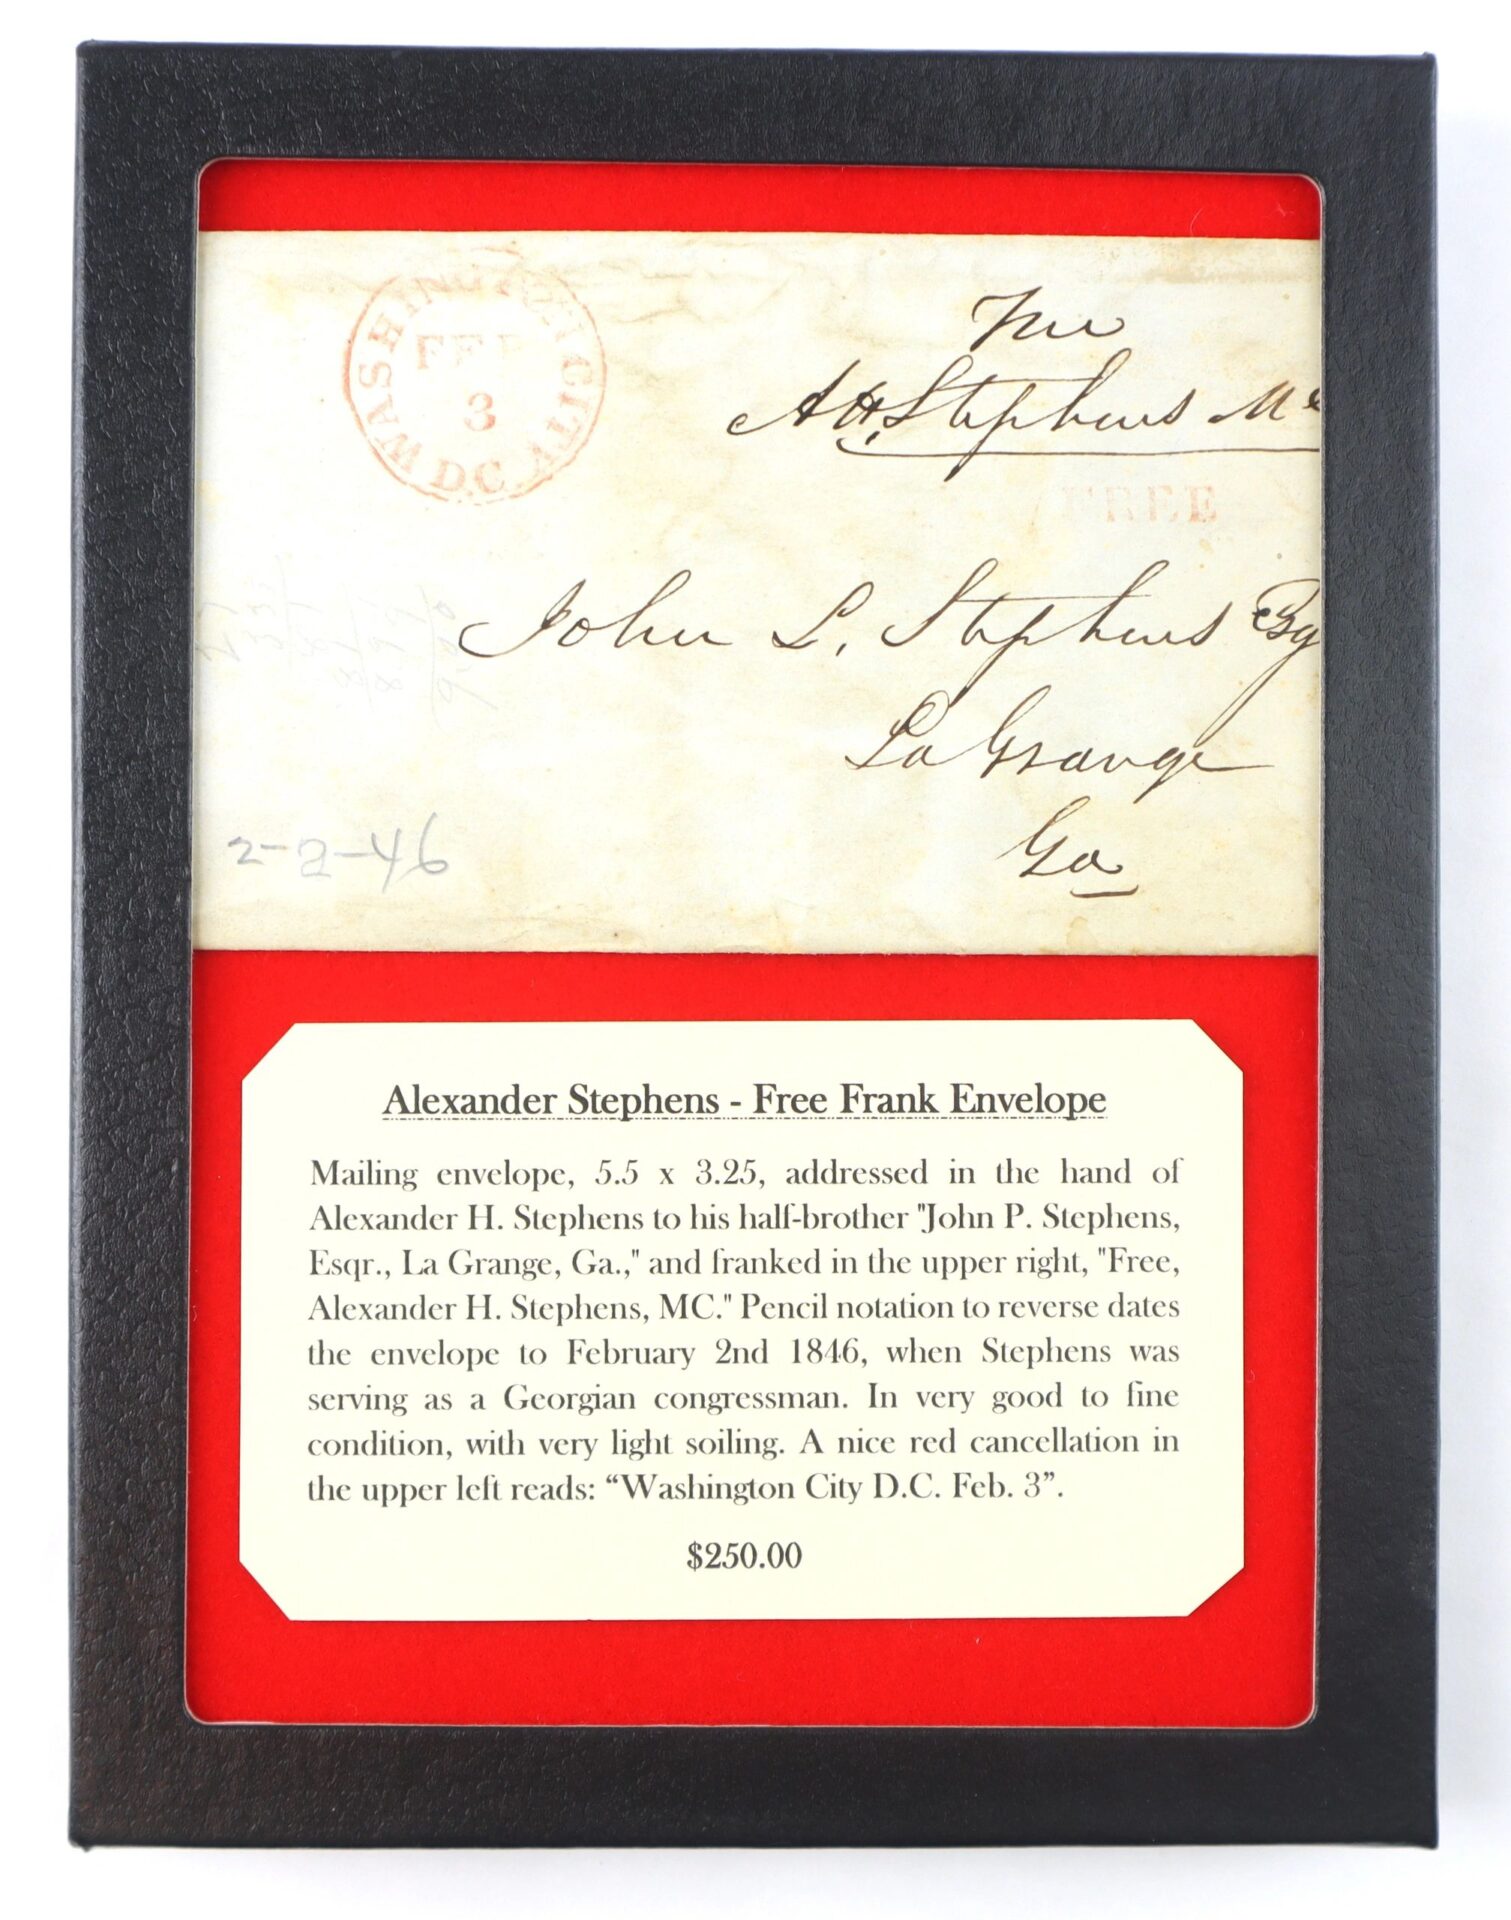 WASHINGTON CITY
FEB
3
D.C.
Free
A H. Stephens M C
FREE
John L. Stephens Esq
La Grange
Ga
2-2-46
Alexander Stephens - Free Frank Envelope
Mailing envelope, 5.5 x 3.25, addressed in the hand of
Alexander H. Stephens to his half-brother "John P. Stephens,
Esqr., La Grange, Ga.," and franked in the upper right, "Free,
Alexander H. Stephens, MC." Pencil notation to reverse dates
the envelope to February 2nd 1846, when Stephens was
serving as a Georgian congressman. In very good to fine
condition, with very light soiling. A nice red cancellation in
the upper left reads: “Washington City D.C. Feb. 3”.
$250.00